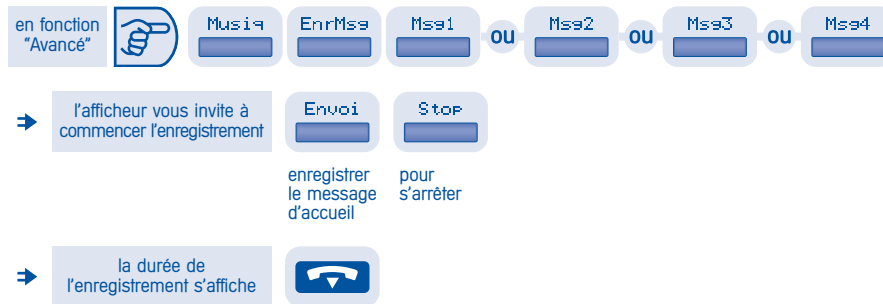 en fonction
"Avancé"
Musiq EnrMsg Msg1 ou Msg2 ou Msg3 ou Msg4
l'afficheur vous invite à
commencer l'enregistrement
Envoi Stop
enregistrer
le message
d'accueil
pour
s'arrêter
la durée de
l'enregistrement s'affiche